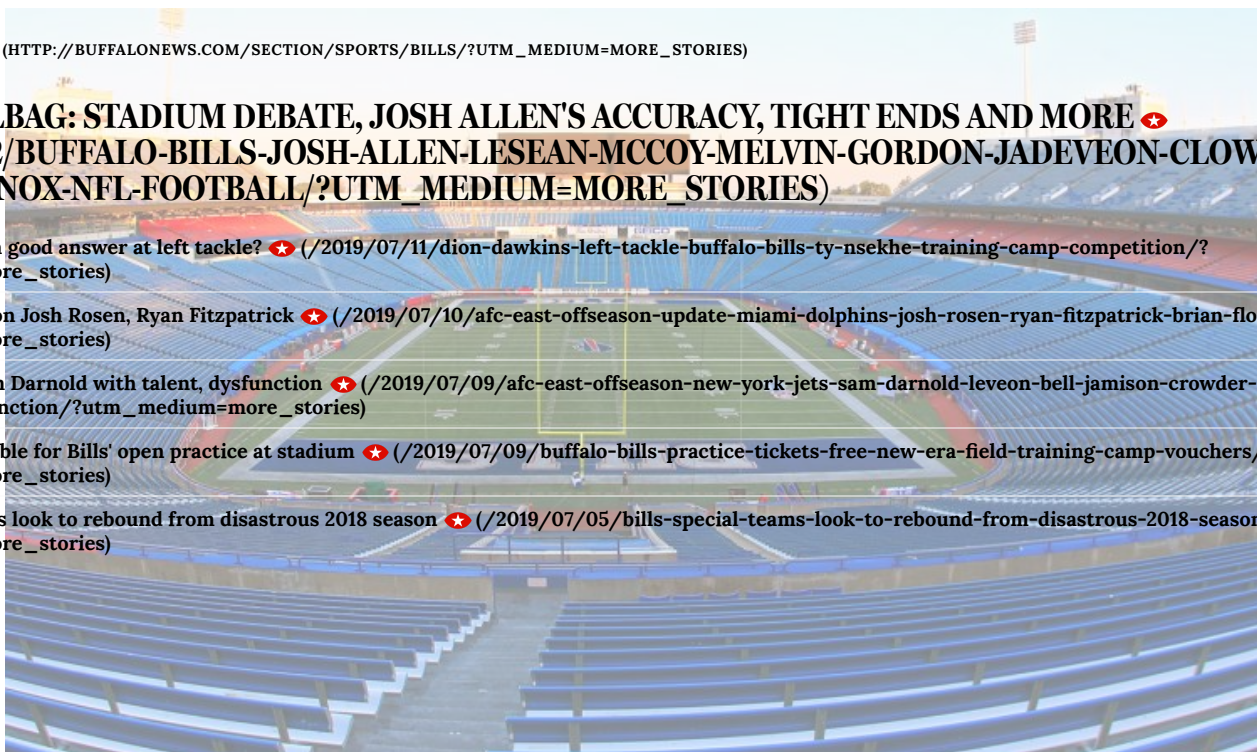 (HTTP://BUFFALONEWS.COM/SECTION/SPORTS/BILLS/?UTM_MEDIUM=MORE_STORIES)
LBAG: STADIUM DEBATE, JOSH ALLEN'S ACCURACY, TIGHT ENDS AND MORE
2/BUFFALO-BILLS-JOSH-ALLEN-LESEAN-MCCOY-MELVIN-GORDON-JADEVEON-CLOW
NOX-NFL-FOOTBALL/?UTM_MEDIUM=MORE_STORIES)
good answer at left tackle? (/2019/07/11/dion-dawkins-left-tackle-buffalo-bills-ty-nsekhe-training-camp-competition/?
re_stories)
on Josh Rosen, Ryan Fitzpatrick (/2019/07/10/afc-east-offseason-update-miami-dolphins-josh-rosen-ryan-fitzpatrick-brian-flo
re_stories)
Darnold with talent, dysfunction (/2019/07/09/afc-east-offseason-new-york-jets-sam-darnold-leveon-bell-jamison-crowder-
nction/?utm_medium=more_stories)
ble for Bills' open practice at stadium (/2019/07/09/buffalo-bills-practice-tickets-free-new-era-field-training-camp-vouchers/
re_stories)
s look to rebound from disastrous 2018 season (/2019/07/05/bills-special-teams-look-to-rebound-from-disastrous-2018-season
re_stories)